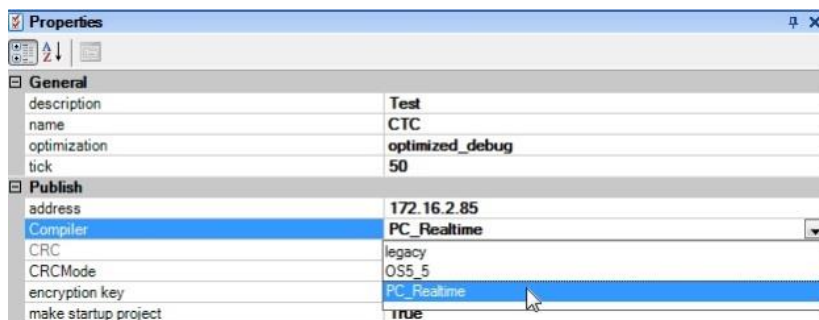 Properties
General
description Test
name CTC
optimization optimized_debug
tick 50
Publish
address 172.16.2.85
Compiler PC_Realtime
CRC legacy
CRCMode OS5_5
encryption key PC_Realtime
make startup project True